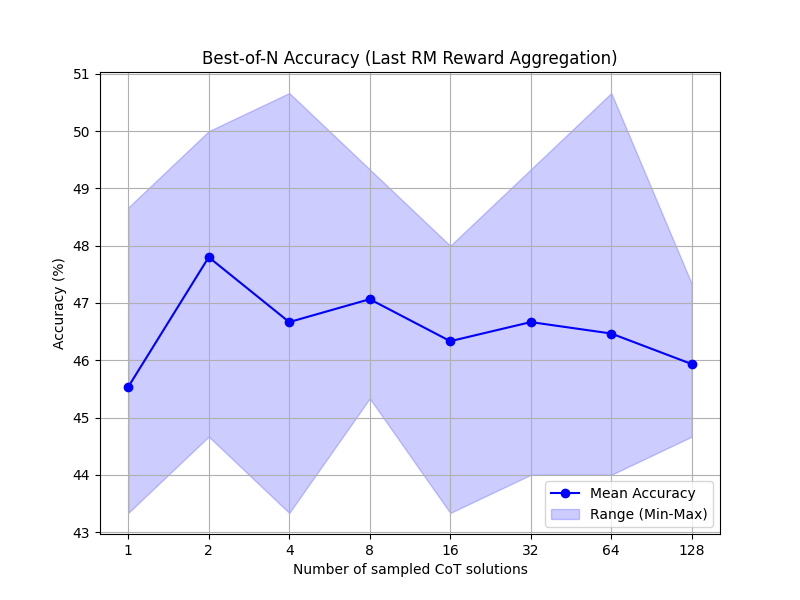 Best-of-N Accuracy (Last RM Reward Aggregation)
51
50
49
48
47
46
45
44
43
Accuracy (%)
1 2 4 8 16 32 64 128
Number of sampled CoT solutions
Mean Accuracy
Range (Min-Max)